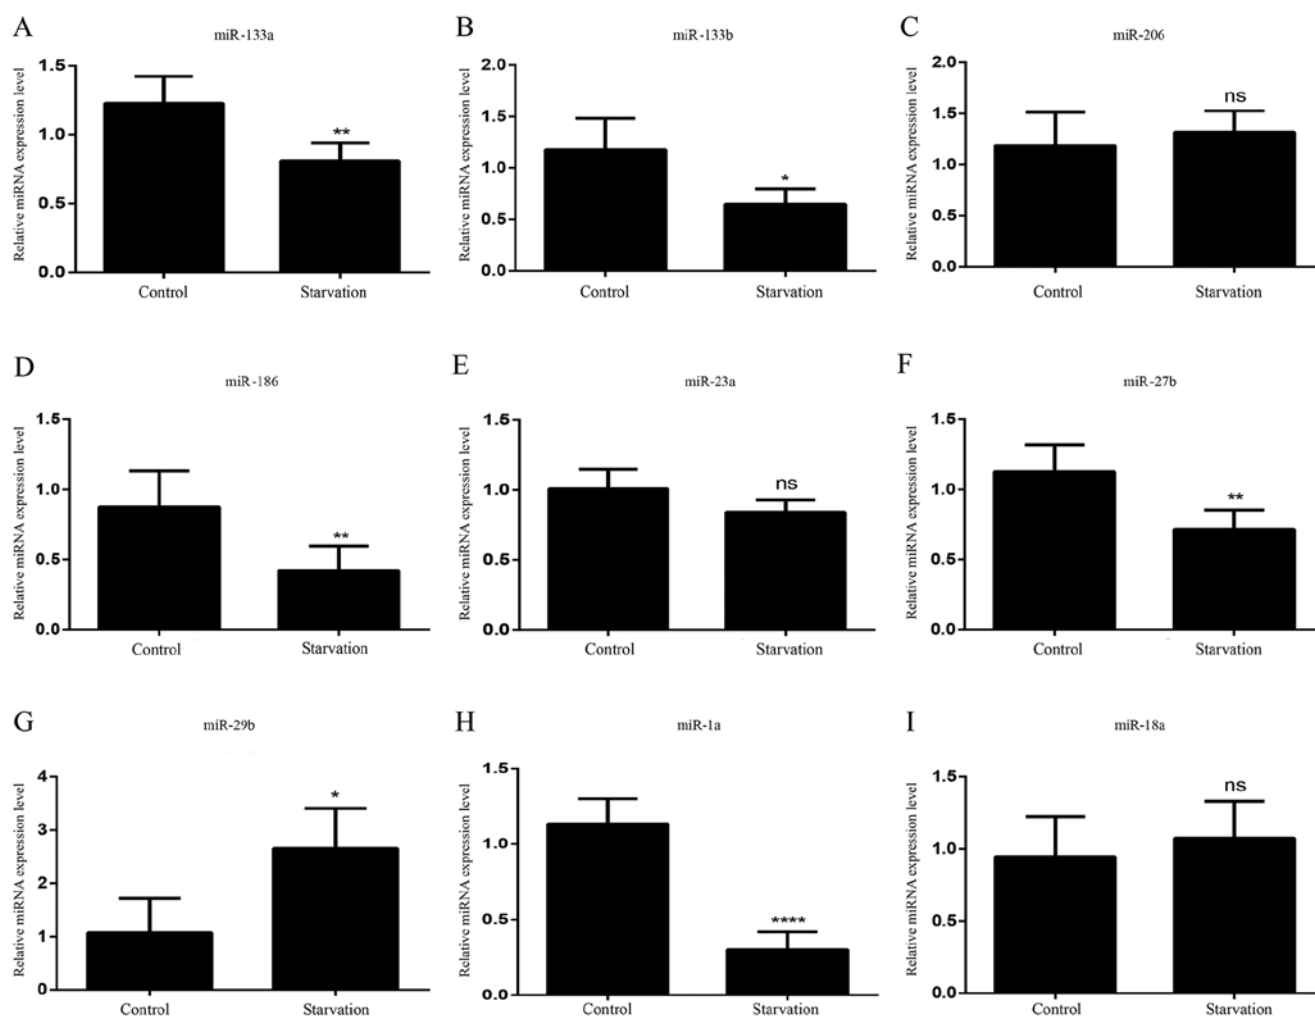 A
miR-133a
Relative miRNA expression level
1.5
1.0
0.5
0.0
**
Control
Starvation
B
miR-133b
Relative miRNA expression level
2.0
1.5
1.0
0.5
0.0
*
Control
Starvation
C
miR-206
Relative miRNA expression level
2.0
1.5
1.0
0.5
0.0
ns
Control
Starvation
D
miR-186
Relative miRNA expression level
1.5
1.0
0.5
0.0
**
Control
Starvation
E
miR-23a
Relative miRNA expression level
1.5
1.0
0.5
0.0
ns
Control
Starvation
F
miR-27b
Relative miRNA expression level
1.5
1.0
0.5
0.0
**
Control
Starvation
G
miR-29b
Relative miRNA expression level
4
3
2
1
0
*
Control
Starvation
H
miR-1a
Relative miRNA expression level
1.5
1.0
0.5
0.0
****
Control
Starvation
I
miR-18a
Relative miRNA expression level
1.5
1.0
0.5
0.0
ns
Control
Starvation